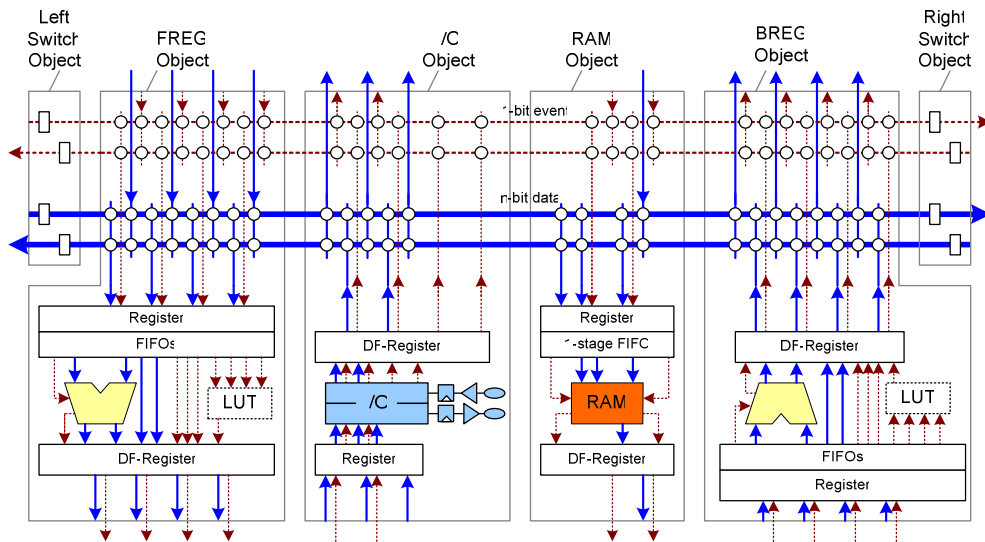 Left
Switch
Object
FREG
Object
/C
Object
RAM
Object
BREG
Object
Right
Switch
Object
1-bit event
n-bit data
Register
FIFOs
LUT
DF-Register
DF-Register
/C
Register
Register
1-stage FIFO
RAM
DF-Register
DF-Register
LUT
FIFOs
Register